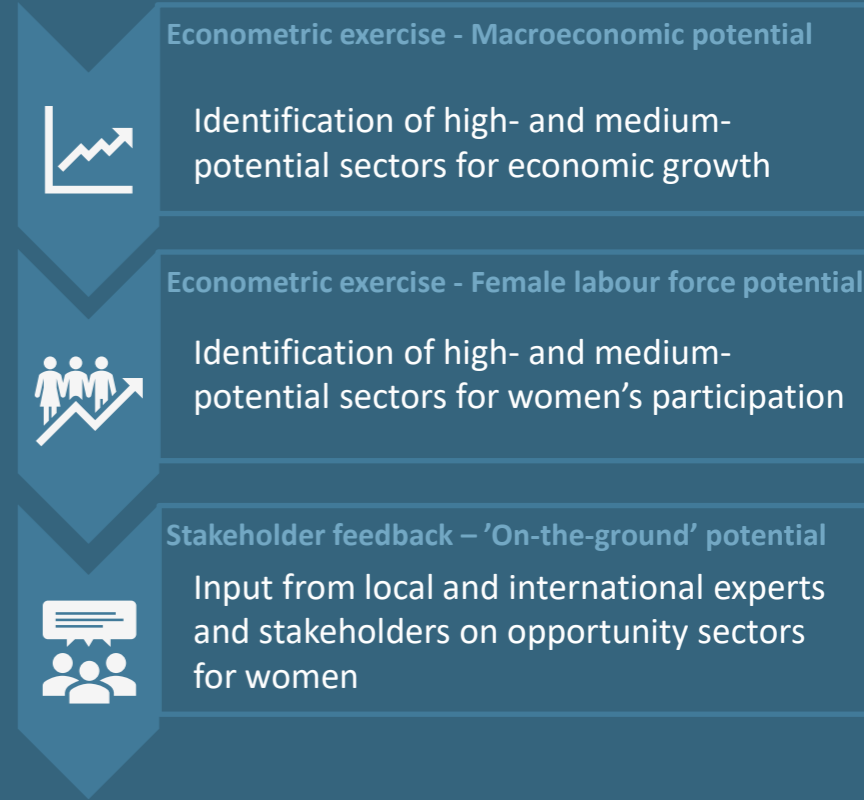 Econometric exercise - Macroeconomic potential
Identification of high- and medium-
potential sectors for economic growth
Econometric exercise - Female labour force potential
Identification of high- and medium-
potential sectors for women’s participation
Stakeholder feedback – ’On-the-ground’ potential
Input from local and international experts
and stakeholders on opportunity sectors
for women